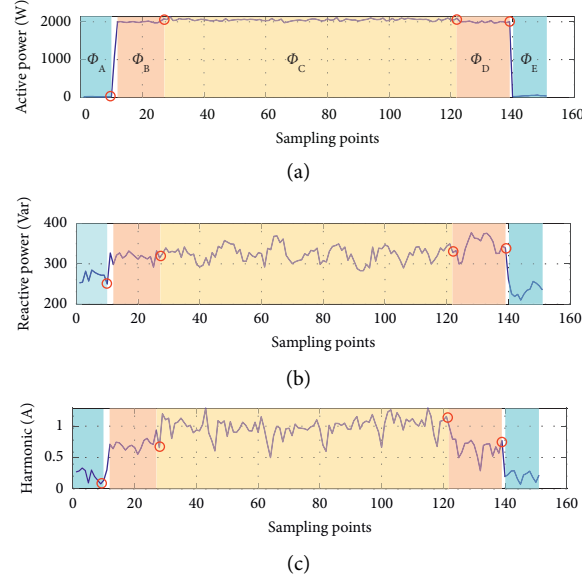 Active power (W)
2000
1000
0
Φ_A Φ_B Φ_C Φ_D Φ_E
0 20 40 60 80 100 120 140 160
Sampling points
(a)
Reactive power (Var)
400
300
200
0 20 40 60 80 100 120 140 160
Sampling points
(b)
Harmonic (A)
1
0.5
0
0 20 40 60 80 100 120 140 160
Sampling points
(c)